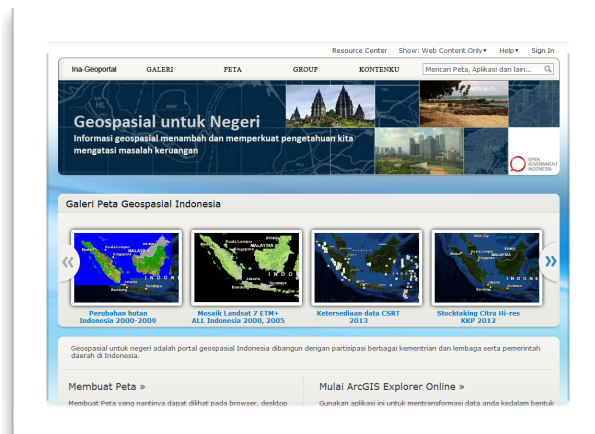 Resource Center Show: Web Content Only▾ Help▾ Sign In
Ina-Geoportal GALERI PETA GROUP KONTENKU Mencari Peta, Aplikasi dan lain...
Geospasial untuk Negeri
Informasi geospasial menambah dan memperkuat pengetahuan kita
mengatasi masalah keruangan
OPEN
GOVERNMENT
INDONESIA
Galeri Peta Geospasial Indonesia
Perubahan hutan
Indonesia 2000-2009
Mosaik Landsat 7 ETM+
ALL Indonesia 2000, 2005
Ketersediaan data CSRT
2013
Stocktaking Citra Hi-res
KKP 2012
Geospasial untuk negeri adalah portal geospasial Indonesia dibangun dengan partisipasi berbagai kementrian dan lembaga serta pemerintah
daerah di Indonesia.
Membuat Peta »
Membuat Peta yang nantinya dapat dilihat pada browser, desktop
Mulai ArcGIS Explorer Online »
Gunakan aplikasi ini untuk mentransformasi data anda kedalam bentuk